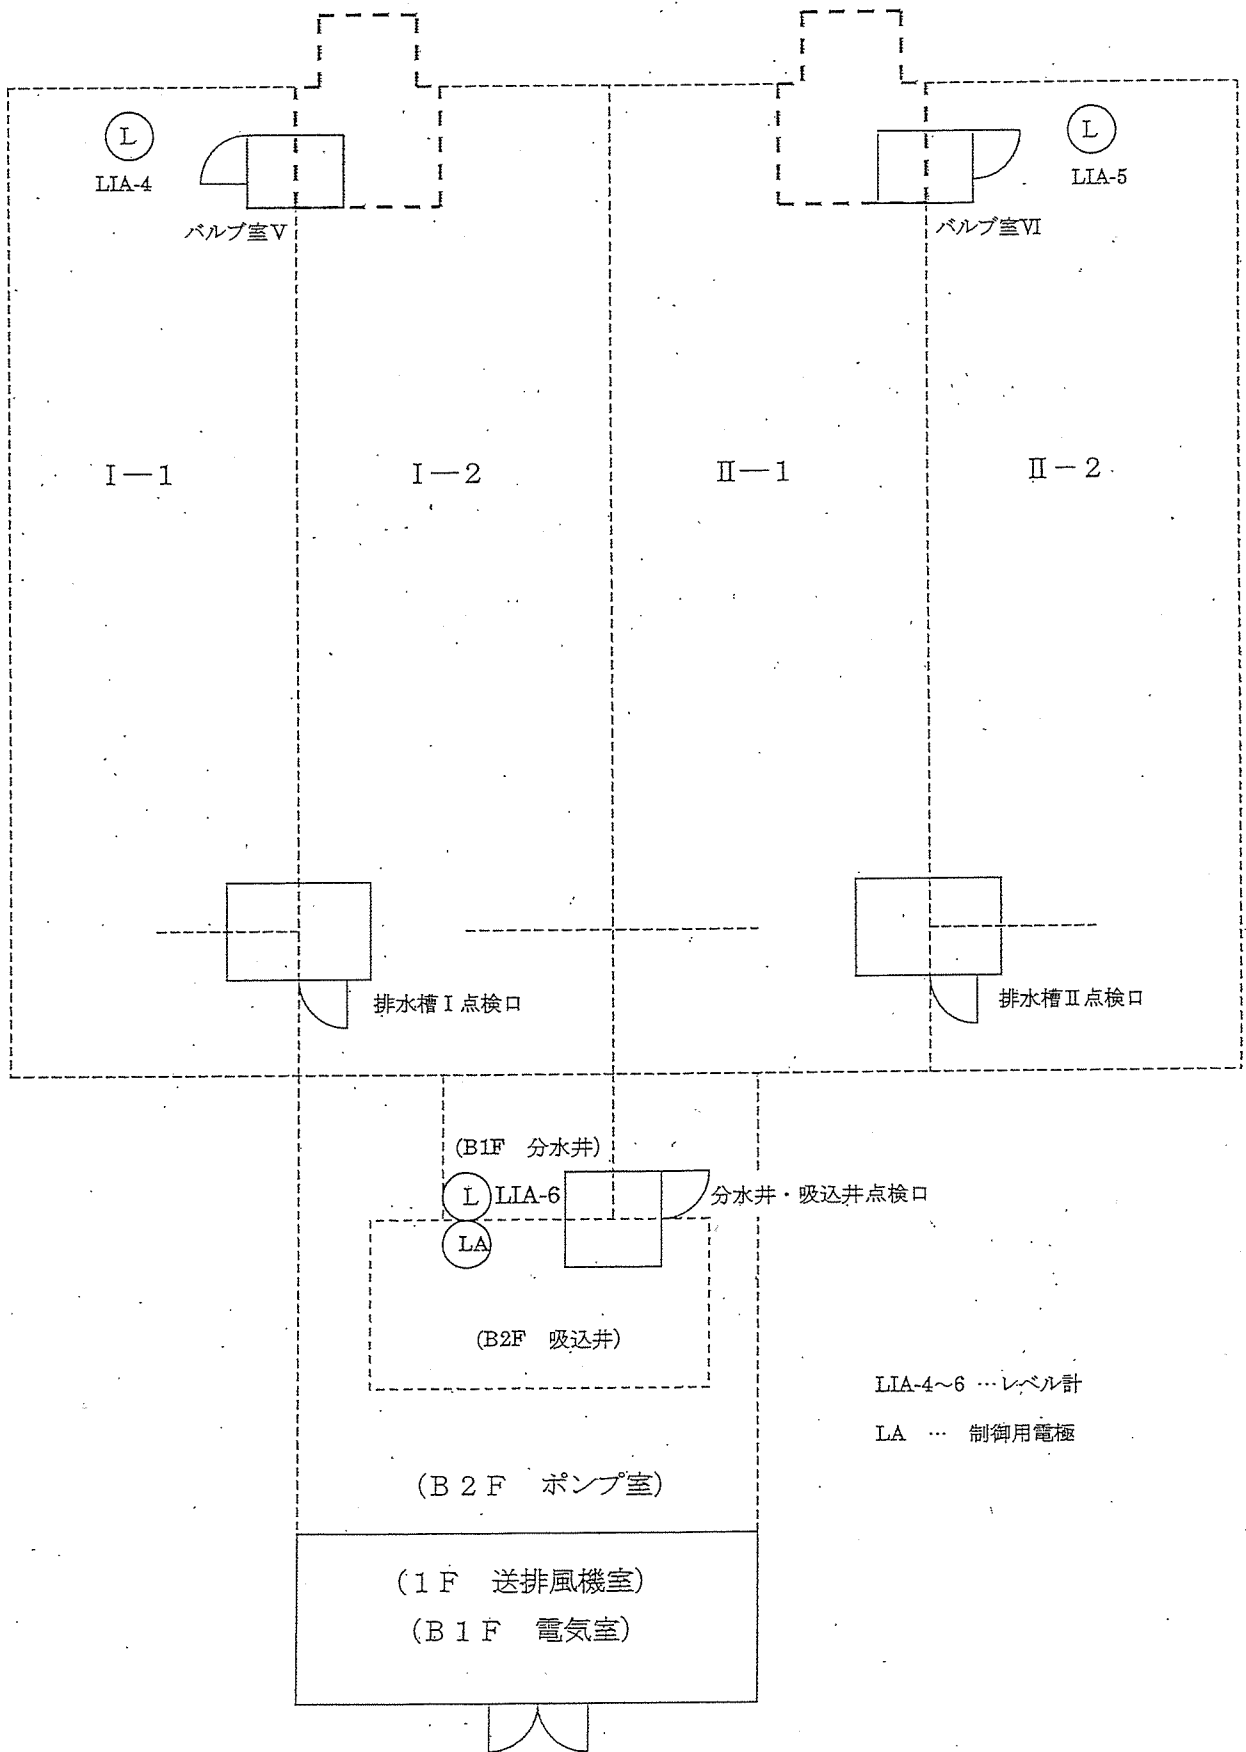 L
L
LIA-4
LIA-5
バルブ室Ⅴ
バルブ室Ⅵ
Ⅰ―1
Ⅰ―2
Ⅱ―1
Ⅱ－2
排水槽Ⅰ点検口
排水槽Ⅱ点検口
(B1F　分水井)
L
LIA-6
分水井・吸込井点検口
LA
(B2F　吸込井)
LIA-4～6 …レベル計
LA　…　制御用電極
(Ｂ２Ｆ　ポンプ室)
(１Ｆ　送排風機室)
(Ｂ１Ｆ　電気室)